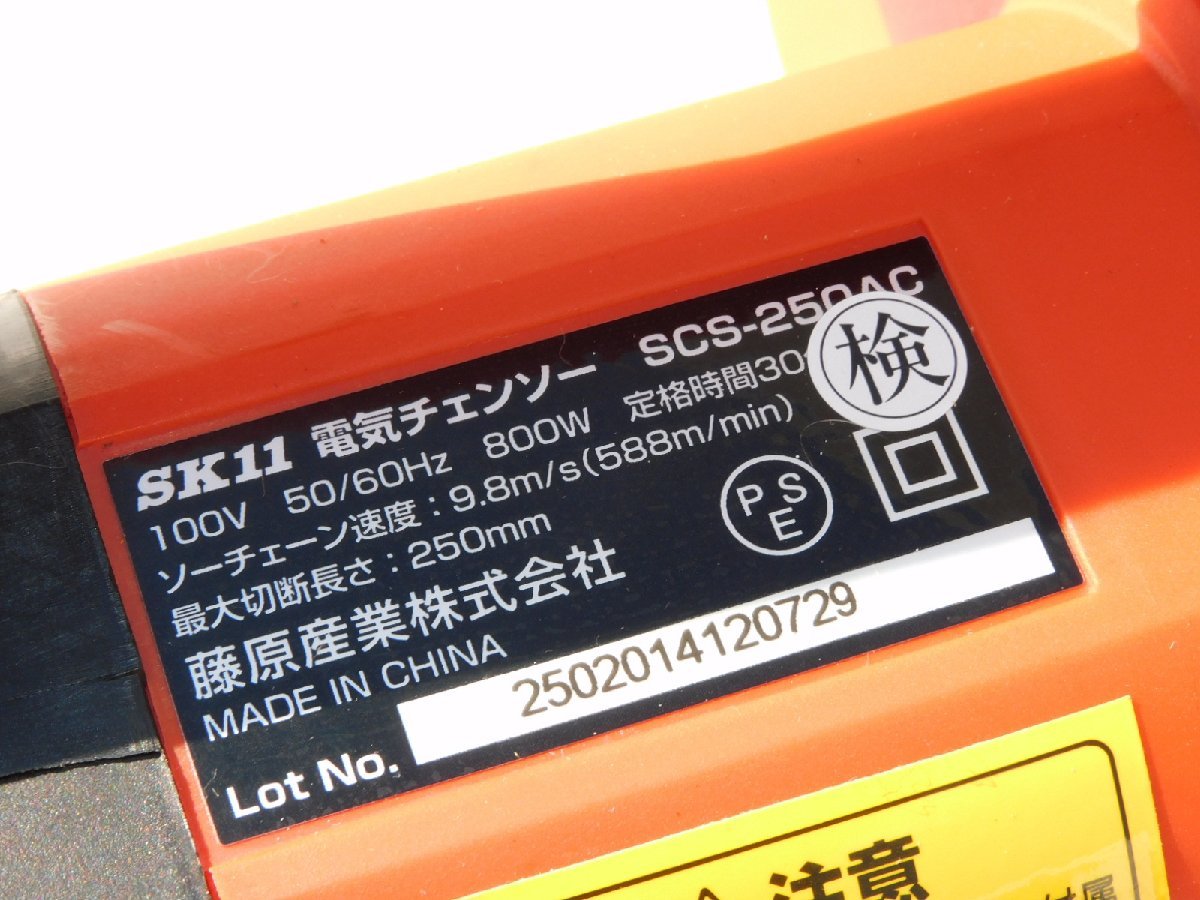 SK11 電気チェンソー SCS-250AC
100V 50/60Hz 800W 定格時間30
ソーチェーン速度:9.8m/s(588m/min)
最大切断長さ:250mm
藤原産業株式会社
MADE IN CHINA
Lot No. 2502014120729
検
PSE
注意
付属